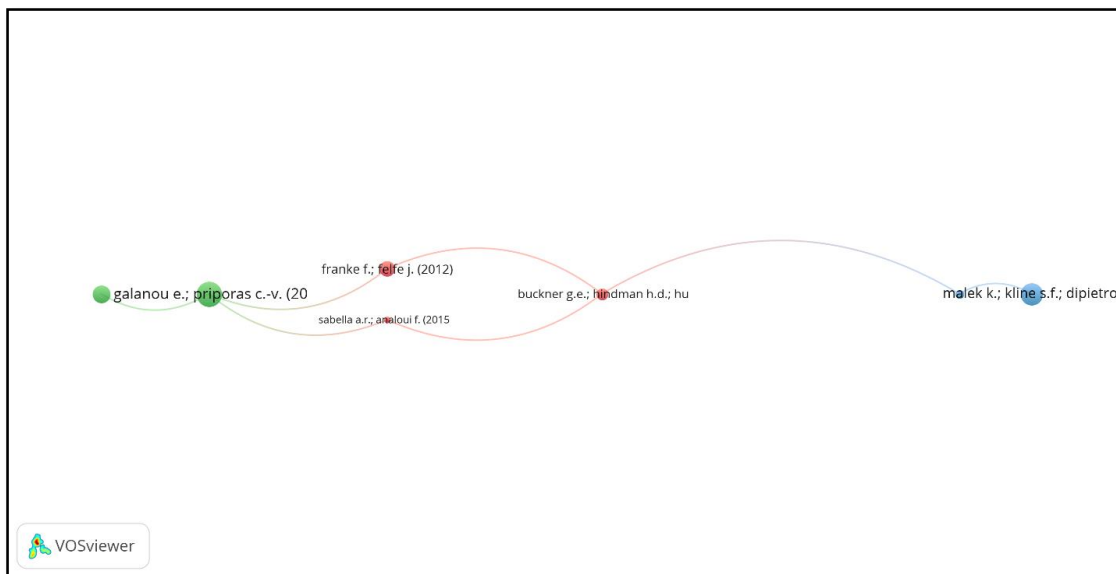 franke f.; felfe j. (2012)
galanou e.; priporas c.-v. (20
buckner g.e.; hindman h.d.; hu
malek k.; kline s.f.; dipietro
sabella a.r.; analoui f. (2015
VOSviewer